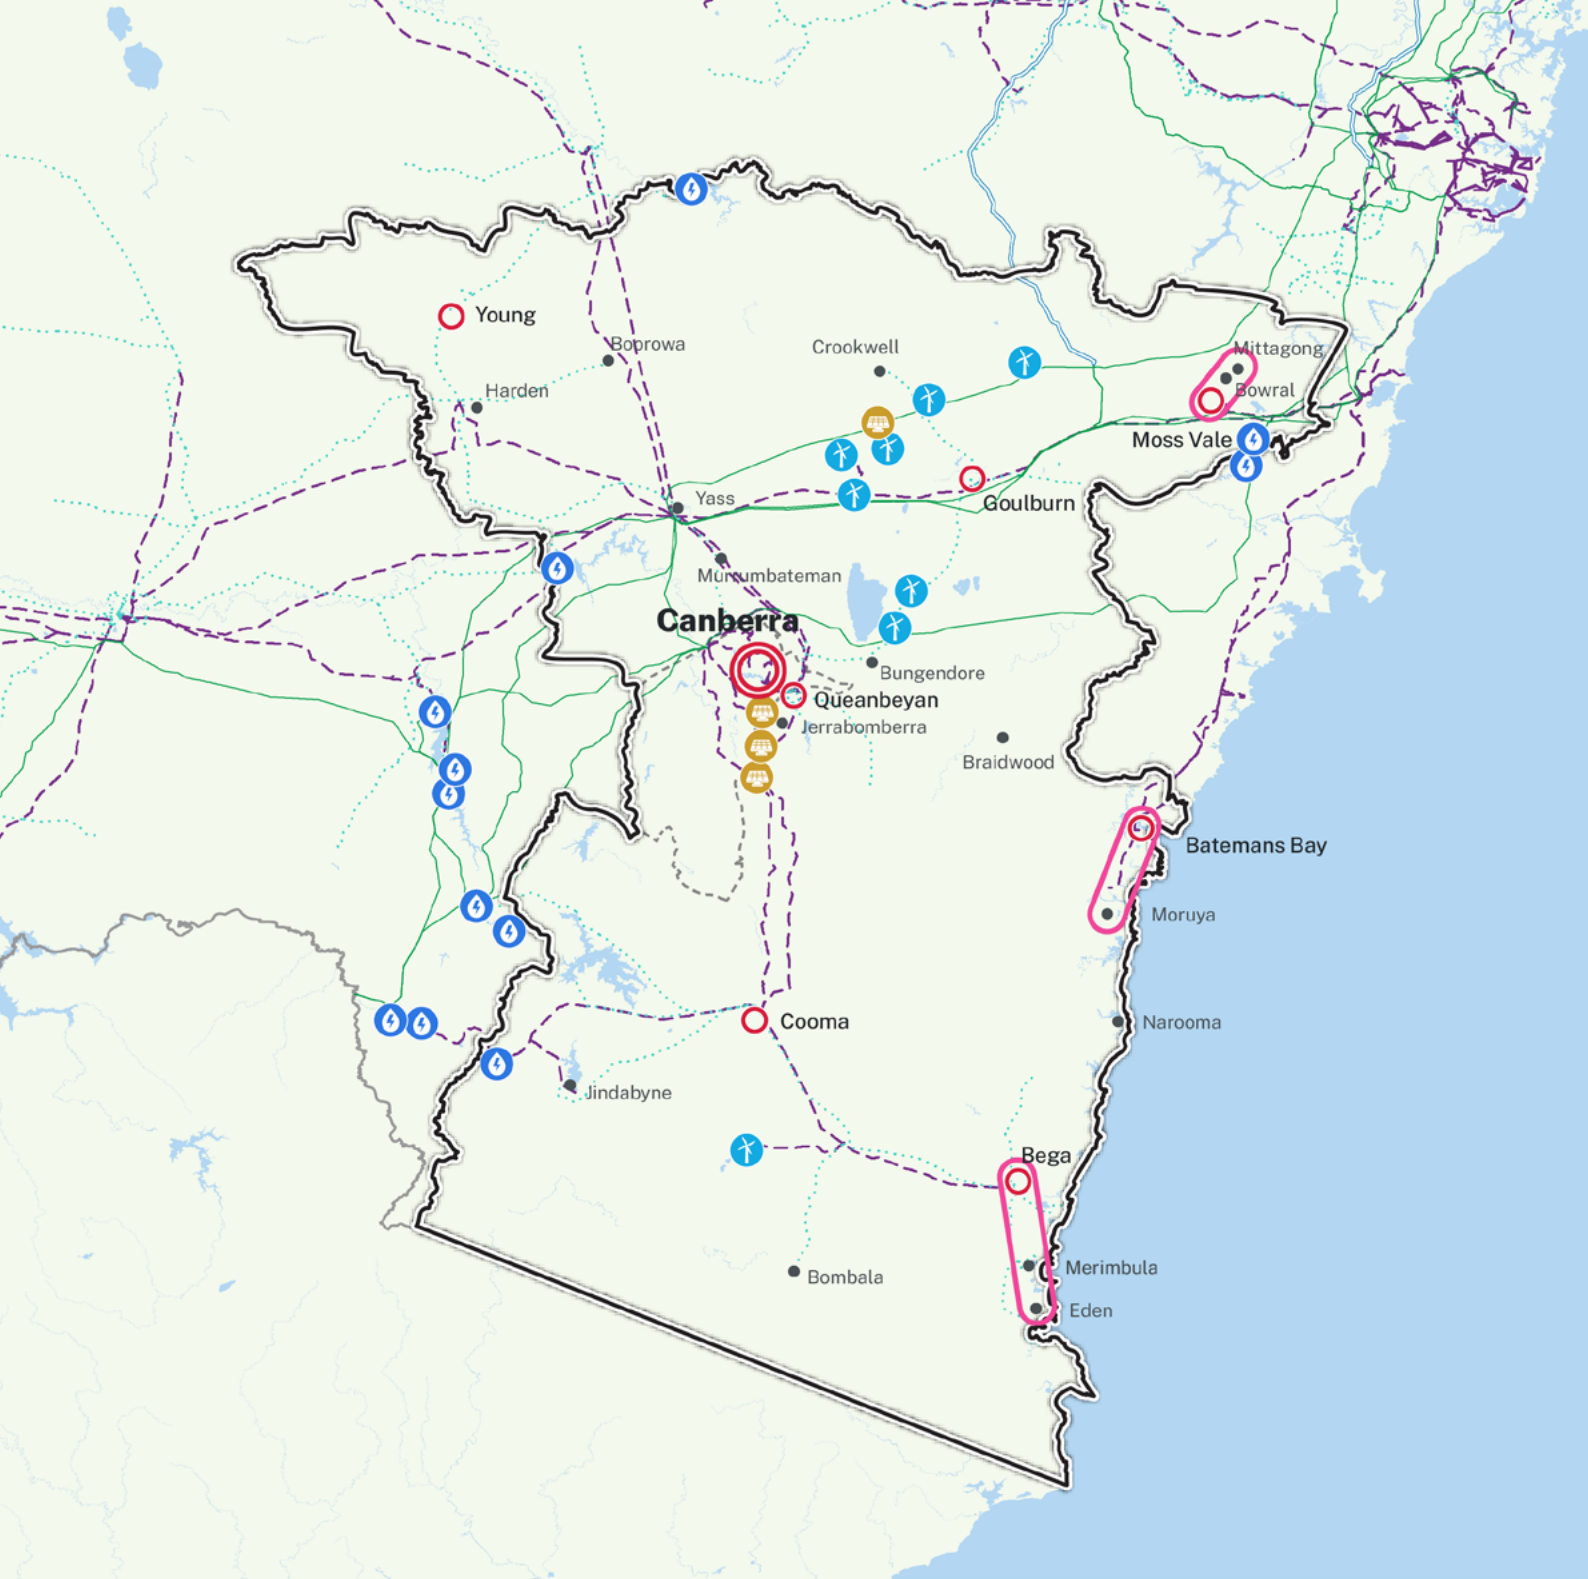 Young
Boorowa
Crookwell
Mittagong
Harden
Bowral
Moss Vale
Yass
Goulburn
Murrumbateman
Canberra
Bungendore
Queanbeyan
Jerrabomberra
Braidwood
Batemans Bay
Moruya
Cooma
Narooma
Jindabyne
Bega
Merimbula
Bombala
Eden